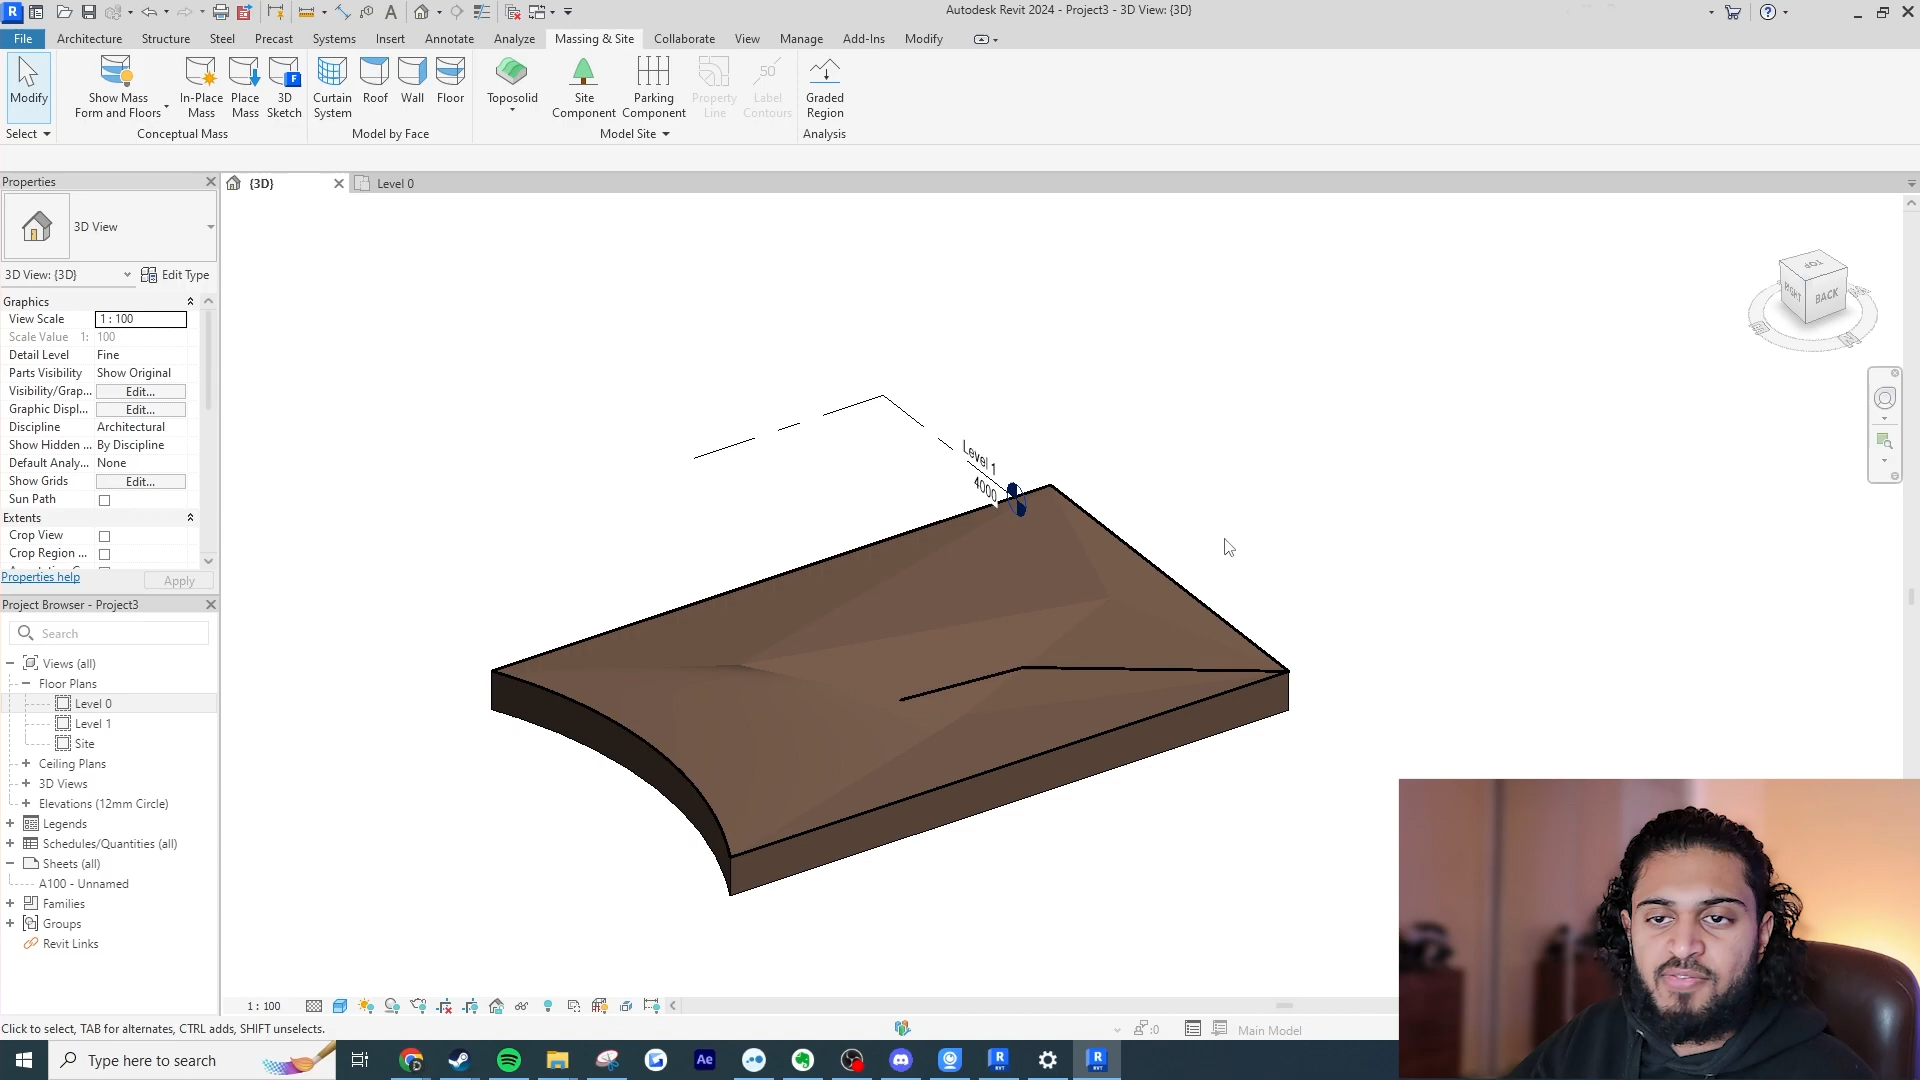 R
Autodesk Revit 2024 - Project3 - 3D View: {3D}
File Architecture Structure Steel Precast Systems Insert Annotate Analyze Massing & Site Collaborate View Manage Add-Ins Modify
Modify
Show Mass
Form and Floors
In-Place
Mass
Place
Mass
3D
Sketch
Curtain
System
Roof
Wall
Floor
Toposolid
Site
Component
Parking
Component
Property
Line
50
Label
Contours
Graded
Region
Select Conceptual Mass Model by Face Model Site Analysis
Properties
{3D}
Level 0
3D View
3D View: {3D}
Edit Type
Graphics
View Scale 1 : 100
Scale Value 1: 100
Detail Level Fine
Parts Visibility Show Original
Visibility/Grap... Edit...
Graphic Displ... Edit...
Discipline Architectural
Show Hidden ... By Discipline
Default Analy... None
Show Grids Edit...
Sun Path
Extents
Crop View
Crop Region ...
Properties help
Apply
Project Browser - Project3
Search
Views (all)
Floor Plans
Level 0
Level 1
Site
Ceiling Plans
3D Views
Elevations (12mm Circle)
Legends
Schedules/Quantities (all)
Sheets (all)
A100 - Unnamed
Families
Groups
Revit Links
Level 1
4000
TOP
RIGHT
BACK
1 : 100
Click to select, TAB for alternates, CTRL adds, SHIFT unselects.
:0
Main Model
Type here to search
Ae